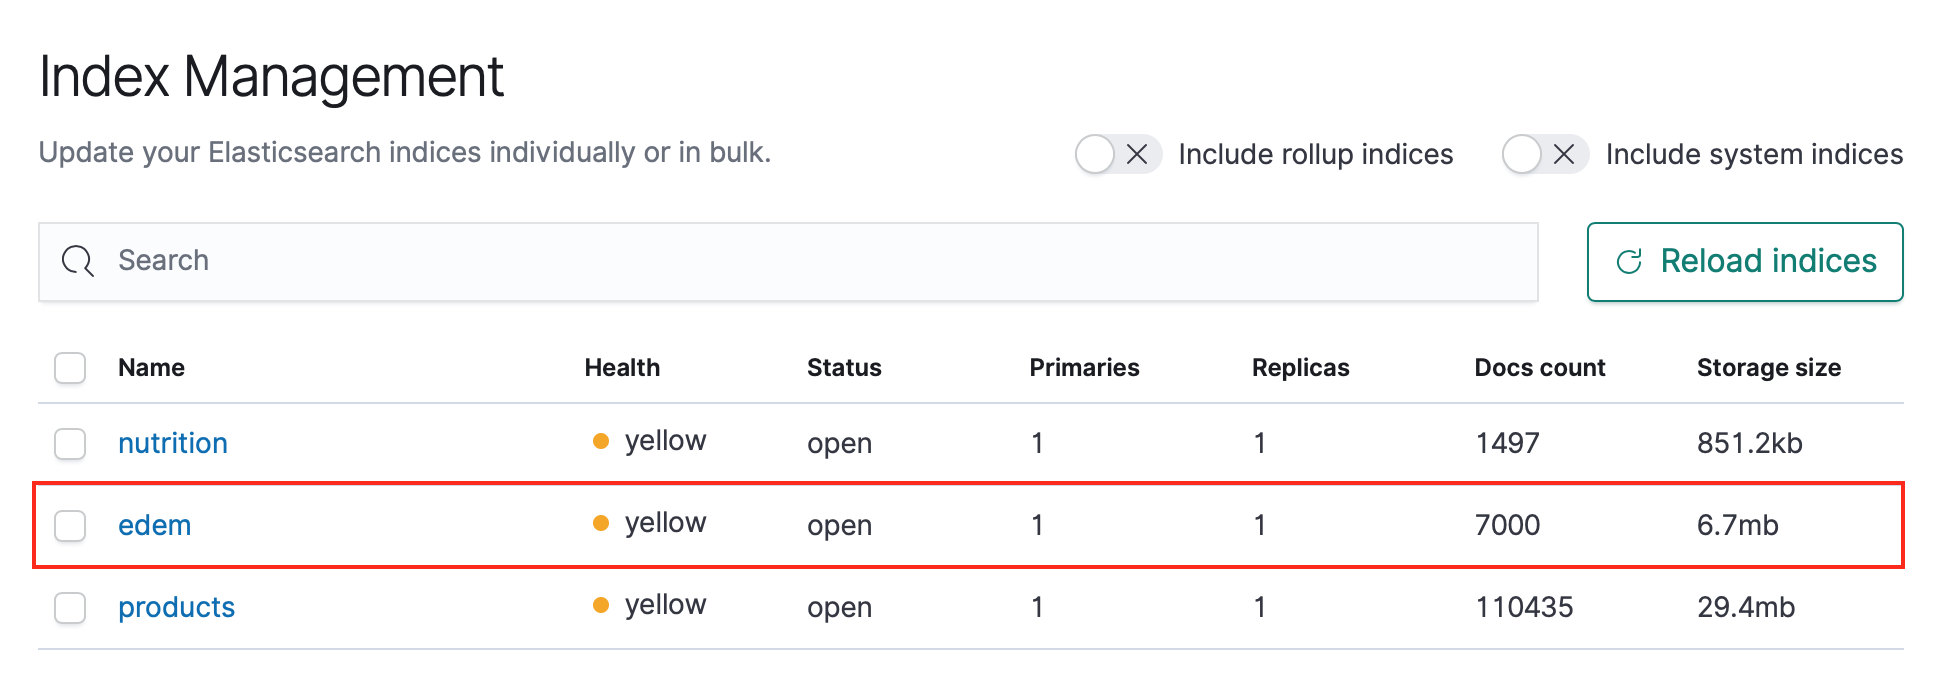 Index Management
Update your Elasticsearch indices individually or in bulk.
Include rollup indices
Include system indices
Search
Reload indices
Name Health Status Primaries Replicas Docs count Storage size
nutrition yellow open 1 1 1497 851.2kb
edem yellow open 1 1 7000 6.7mb
products yellow open 1 1 110435 29.4mb